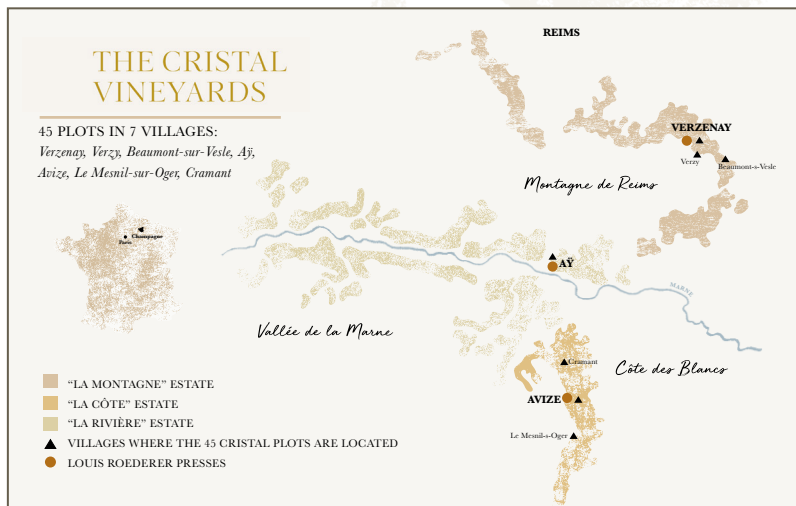 THE CRISTAL
VINEYARDS
45 PLOTS IN 7 VILLAGES:
Verzenay, Verzy, Beaumont-sur-Vesle, Aÿ,
Avize, Le Mesnil-sur-Oger, Cramant
Champagne
Paris
REIMS
VERZENAY
Verzy
Beaumont-s-Vesle
Montagne de Reims
AŸ
MARNE
Vallée de la Marne
Cramant
Côte des Blancs
AVIZE
Le Mesnil-s-Oger
“LA MONTAGNE” ESTATE
“LA CÔTE” ESTATE
“LA RIVIÈRE” ESTATE
VILLAGES WHERE THE 45 CRISTAL PLOTS ARE LOCATED
LOUIS ROEDERER PRESSES